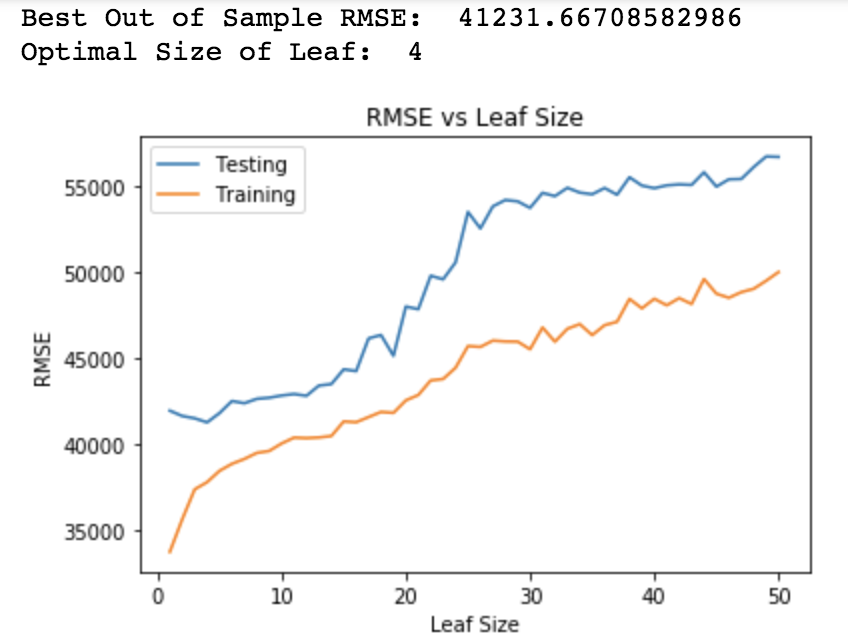 Best Out of Sample RMSE:  41231.66708582986
Optimal Size of Leaf:  4
RMSE vs Leaf Size
Testing
Training
55000
50000
45000
40000
35000
RMSE
0 10 20 30 40 50
Leaf Size